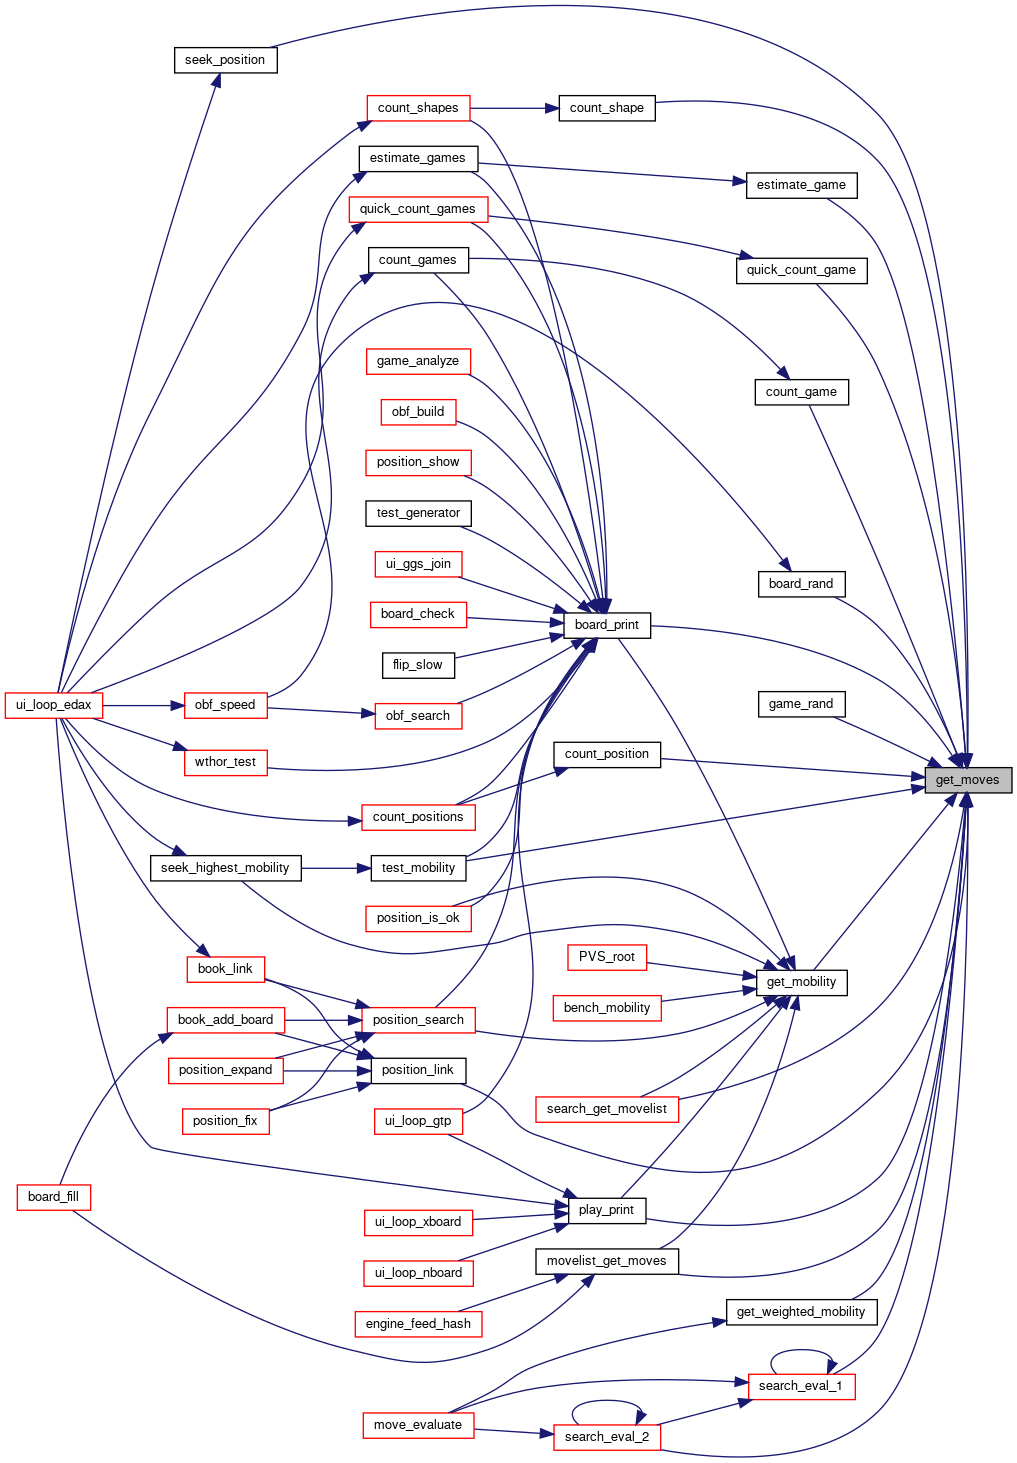 seek_position
count_shapes
count_shape
estimate_games
estimate_game
quick_count_games
count_games
quick_count_game
game_analyze
count_game
obf_build
position_show
test_generator
ui_ggs_join
board_rand
board_check
board_print
flip_slow
ui_loop_edax
obf_speed
game_rand
obf_search
count_position
wthor_test
get_moves
count_positions
seek_highest_mobility
test_mobility
position_is_ok
PVS_root
book_link
get_mobility
bench_mobility
book_add_board
position_search
position_expand
position_link
search_get_movelist
position_fix
ui_loop_gtp
board_fill
play_print
ui_loop_xboard
movelist_get_moves
ui_loop_nboard
get_weighted_mobility
engine_feed_hash
search_eval_1
move_evaluate
search_eval_2